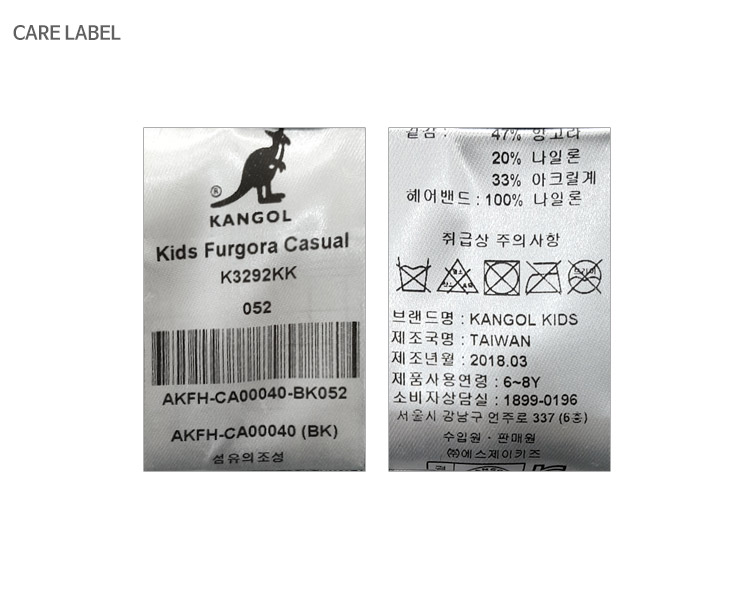 CARE LABEL
®
KANGOL
Kids Furgora Casual
K3292KK
052
AKFH-CA00040-BK052
AKFH-CA00040 (BK)
섬유의조성
겉감 : 47% 앙고라
20% 나일론
33% 아크릴계
헤어밴드 : 100% 나일론
취급상 주의사항
브랜드명 : KANGOL KIDS
제조국명 : TAIWAN
제조년월 : 2018.03
제품사용연령 : 6~8Y
소비자상담실 : 1899-0196
서울시 강남구 언주로 337 (6층)
수입원 · 판매원
㈜에스제이키즈